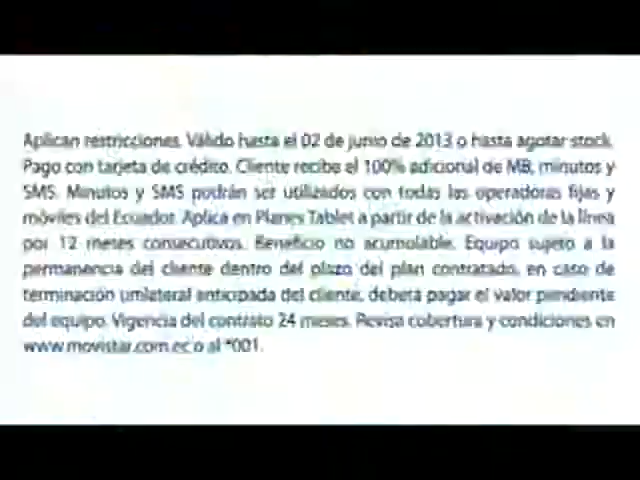 Aplican restricciones. Válido hasta el 02 de junio de 2013 o hasta agotar stock.
Pago con tarjeta de crédito. Cliente recibe el 100% adicional de MB, minutos y
SMS. Minutos y SMS podrán ser utilizados con todas las operadoras fijas y
móviles del Ecuador. Aplica en Planes Tablet a partir de la activación de la línea
por 12 meses consecutivos. Beneficio no acumulable. Equipo sujeto a la
permanencia del cliente dentro del plazo del plan contratado, en caso de
terminación unilateral anticipada del cliente, deberá pagar el valor pendiente
del equipo. Vigencia del contrato 24 meses. Revisa cobertura y condiciones en
www.movistar.com.ec o al *001.